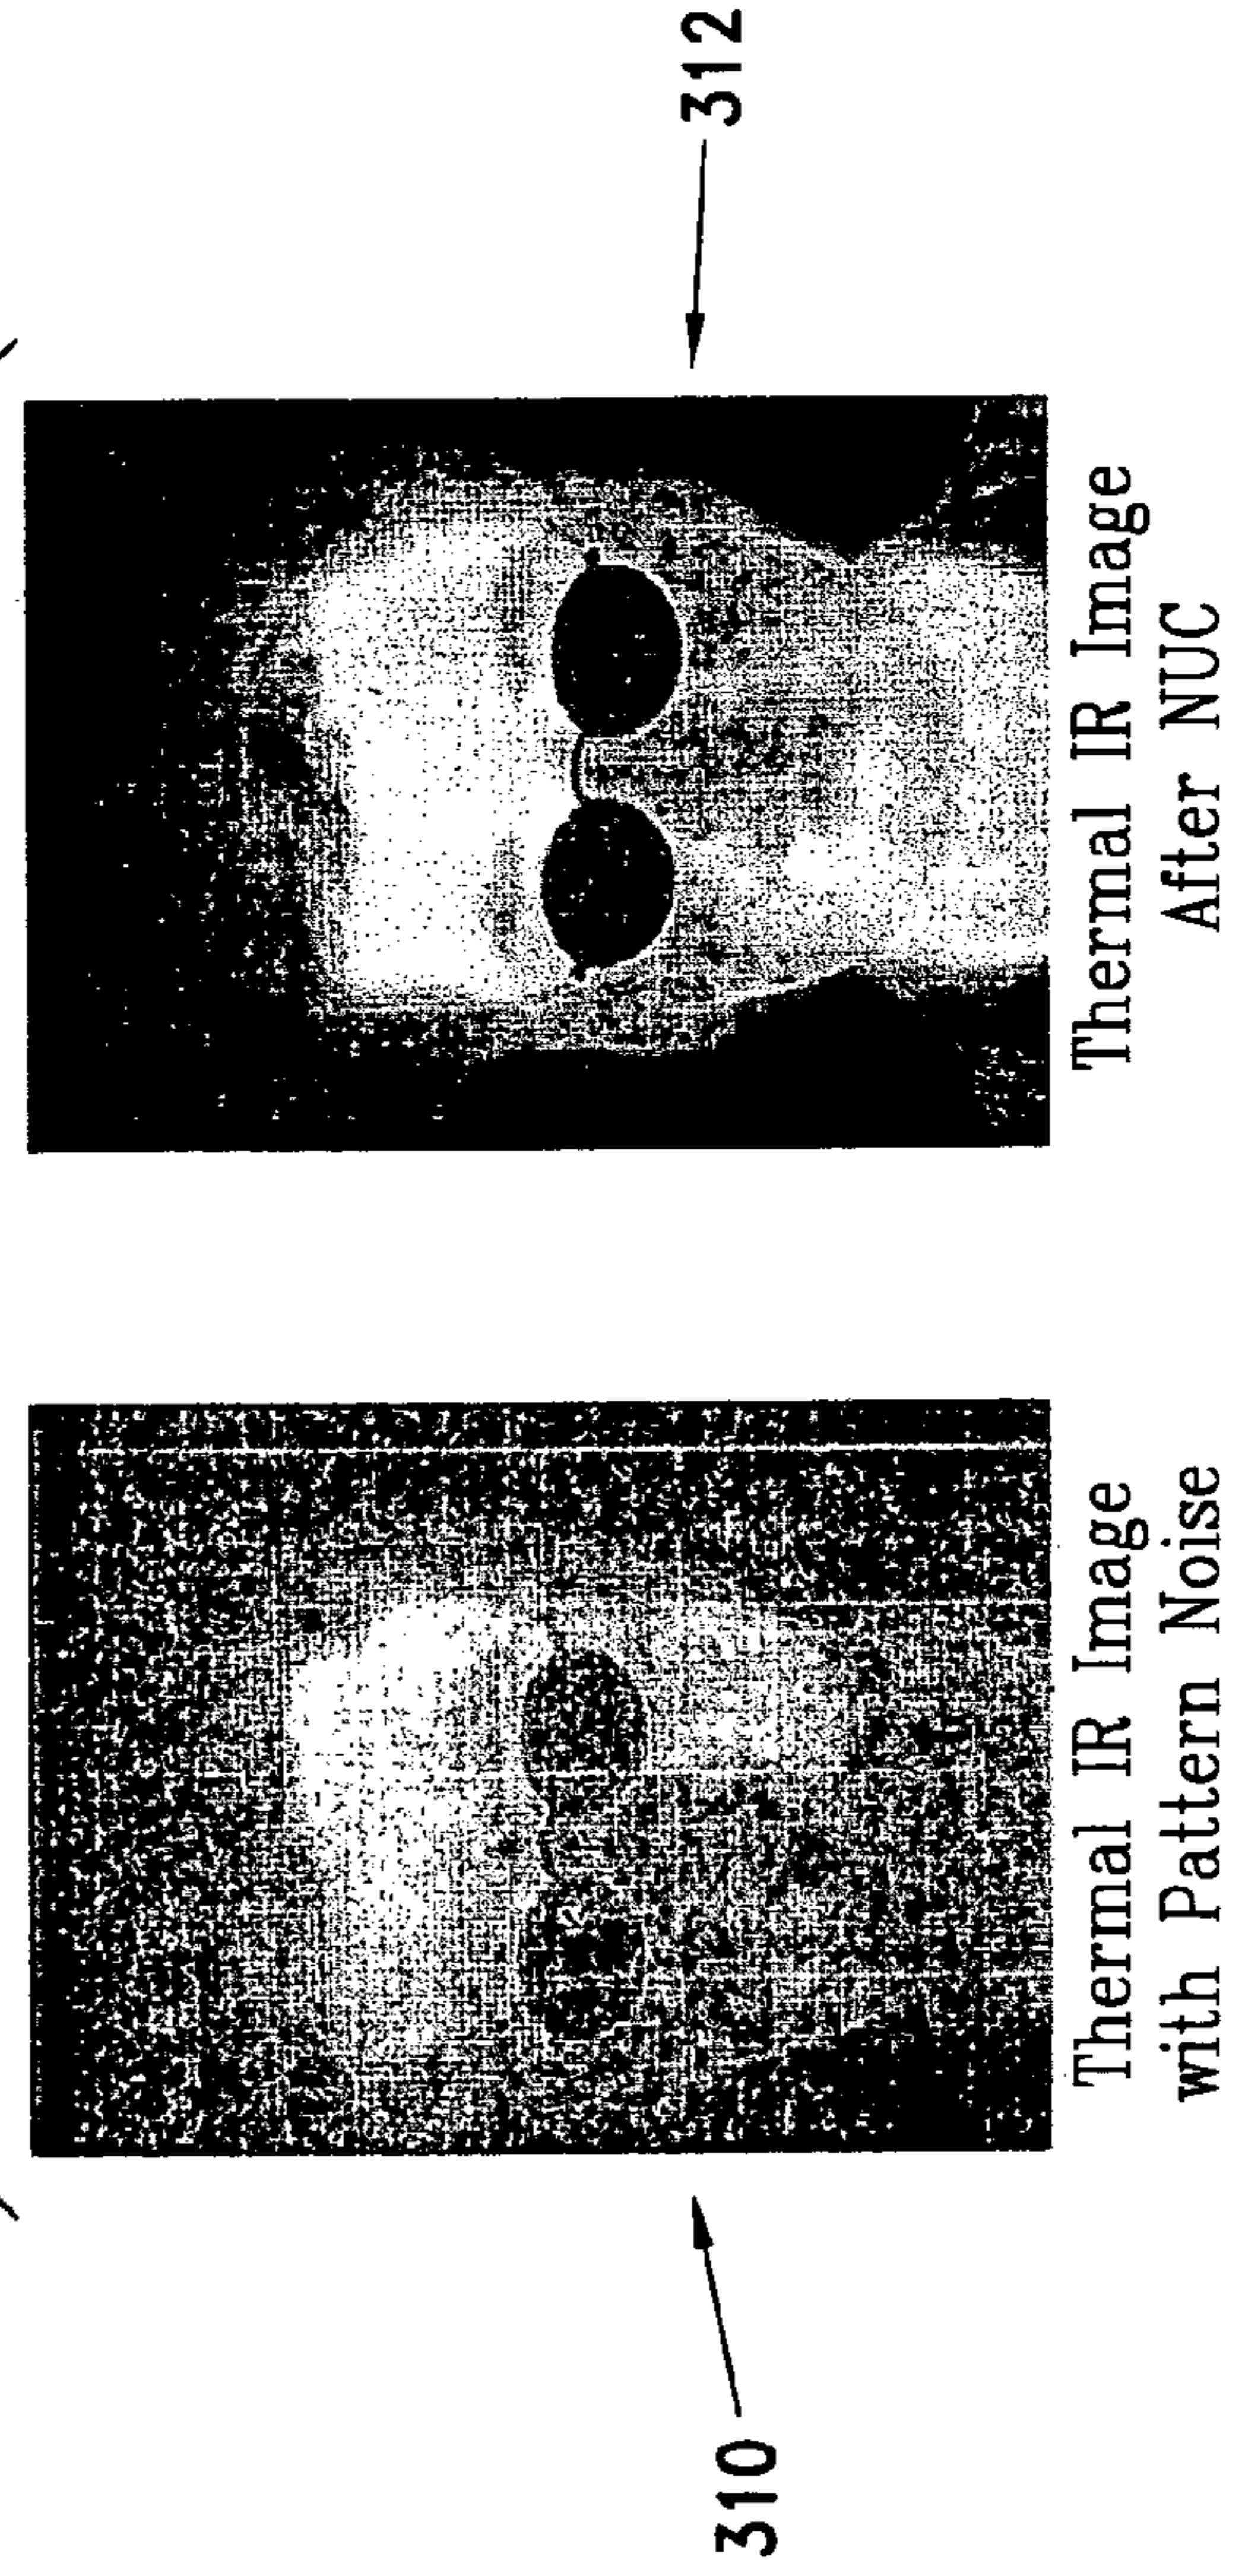 310
Thermal IR Image
with Pattern Noise
Thermal IR Image
After NUC
312